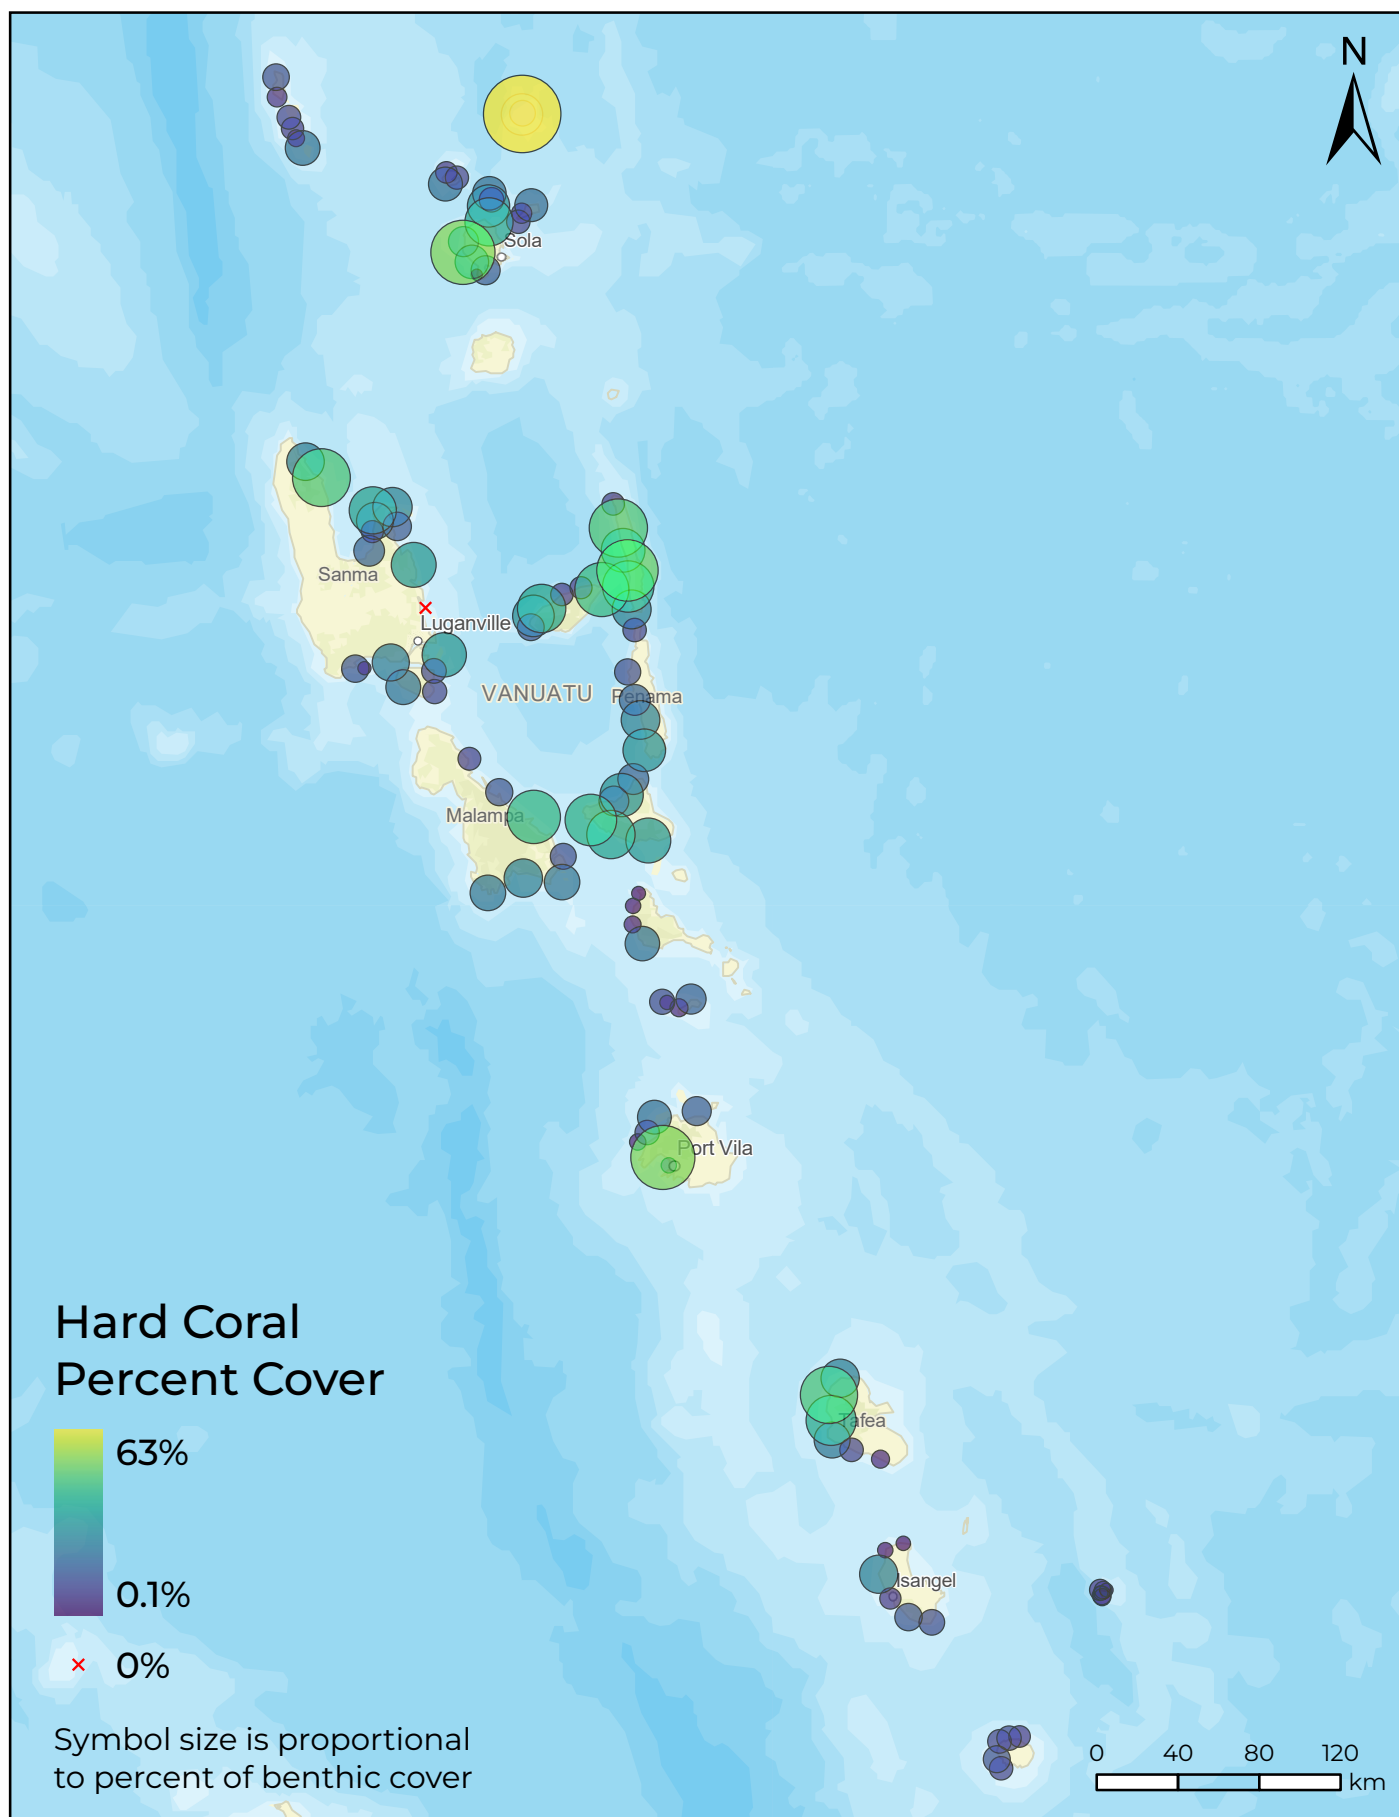 N
Sola
Sanma
Luganville
VANUATU
Penama
Malampa
Port Vila
Hard Coral
Percent Cover
63%
0.1%
0%
Symbol size is proportional
to percent of benthic cover
Tafea
Isangel
0 40 80 120
km